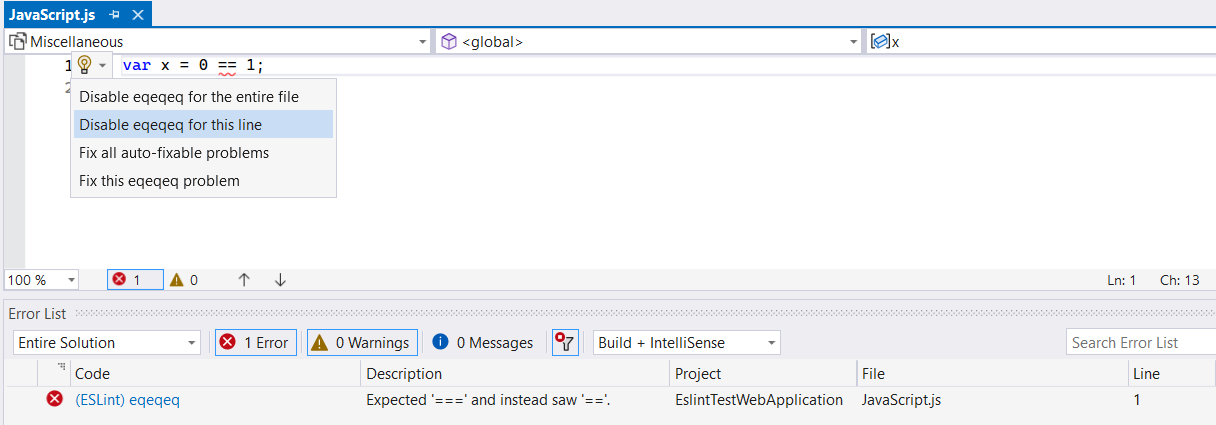 JavaScript.js
Miscellaneous <global> x
1 var x = 0 == 1;
2
Disable eqeqeq for the entire file
Disable eqeqeq for this line
Fix all auto-fixable problems
Fix this eqeqeq problem
100 % 1 0 Ln: 1 Ch: 13
Error List
Entire Solution 1 Error 0 Warnings 0 Messages Build + IntelliSense Search Error List
Code Description Project File Line
(ESLint) eqeqeq Expected '===' and instead saw '=='. EslintTestWebApplication JavaScript.js 1